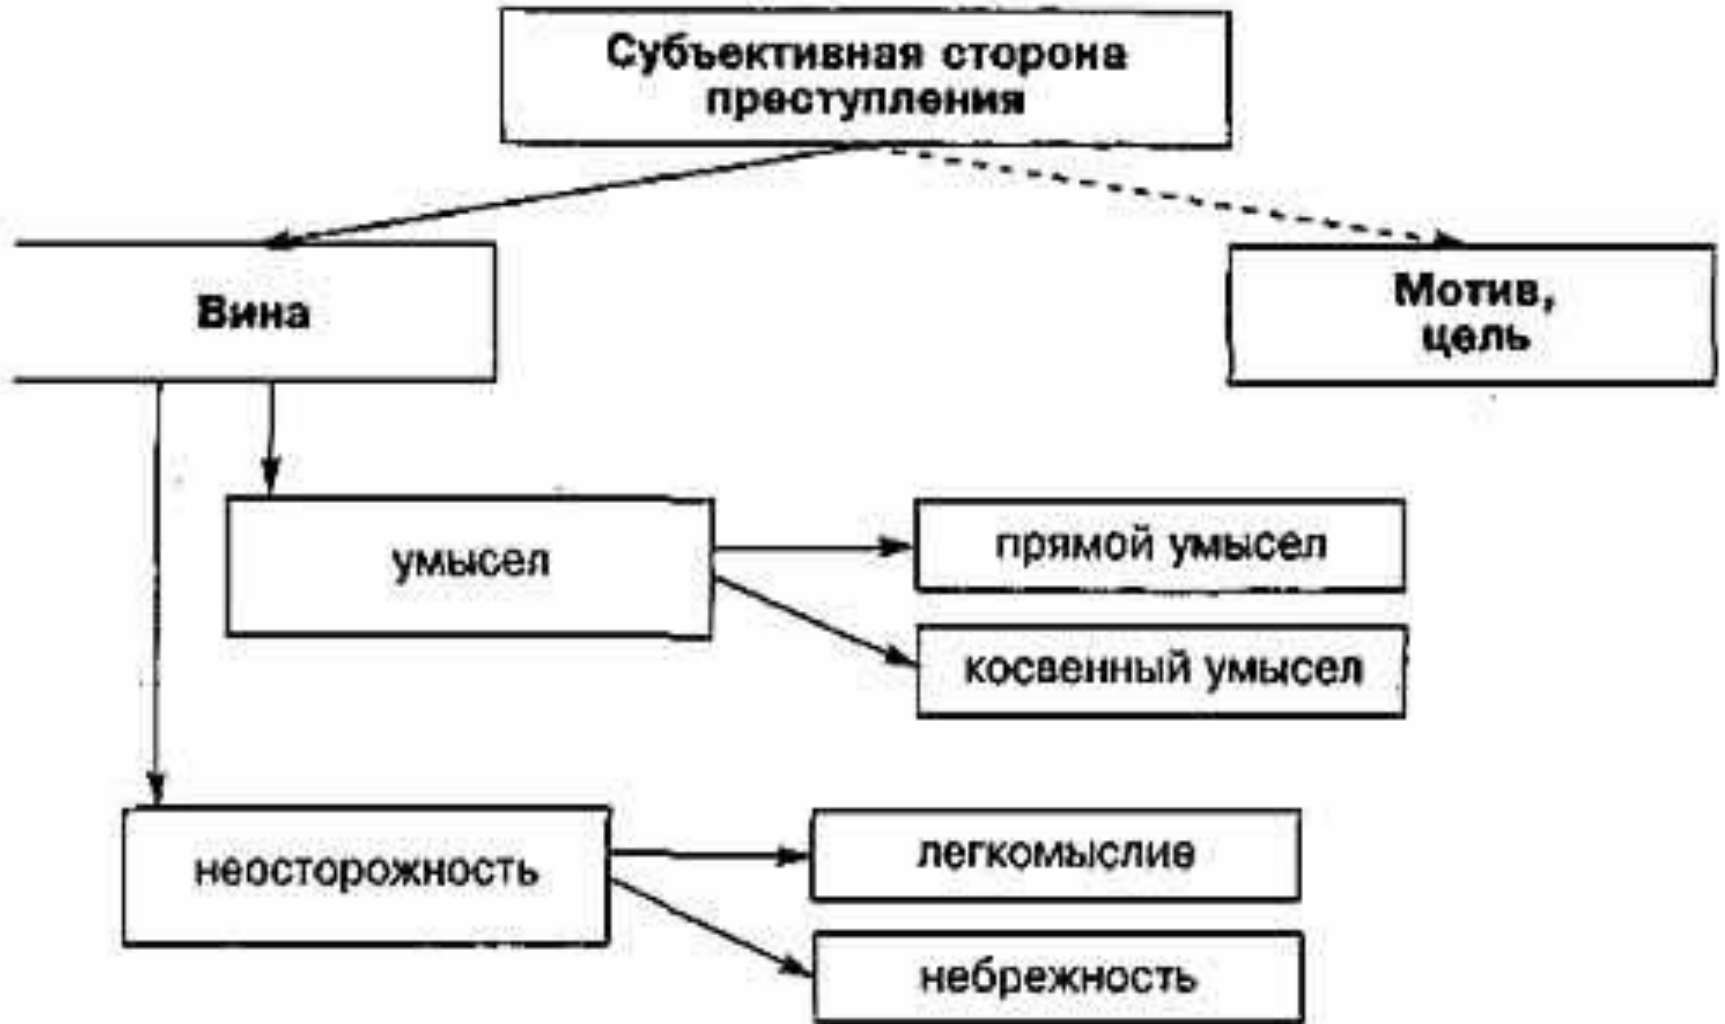 Субъективная сторона
преступления
Вина
Мотив,
цель
умысел
прямой умысел
косвенный умысел
неосторожность
легкомыслие
небрежность